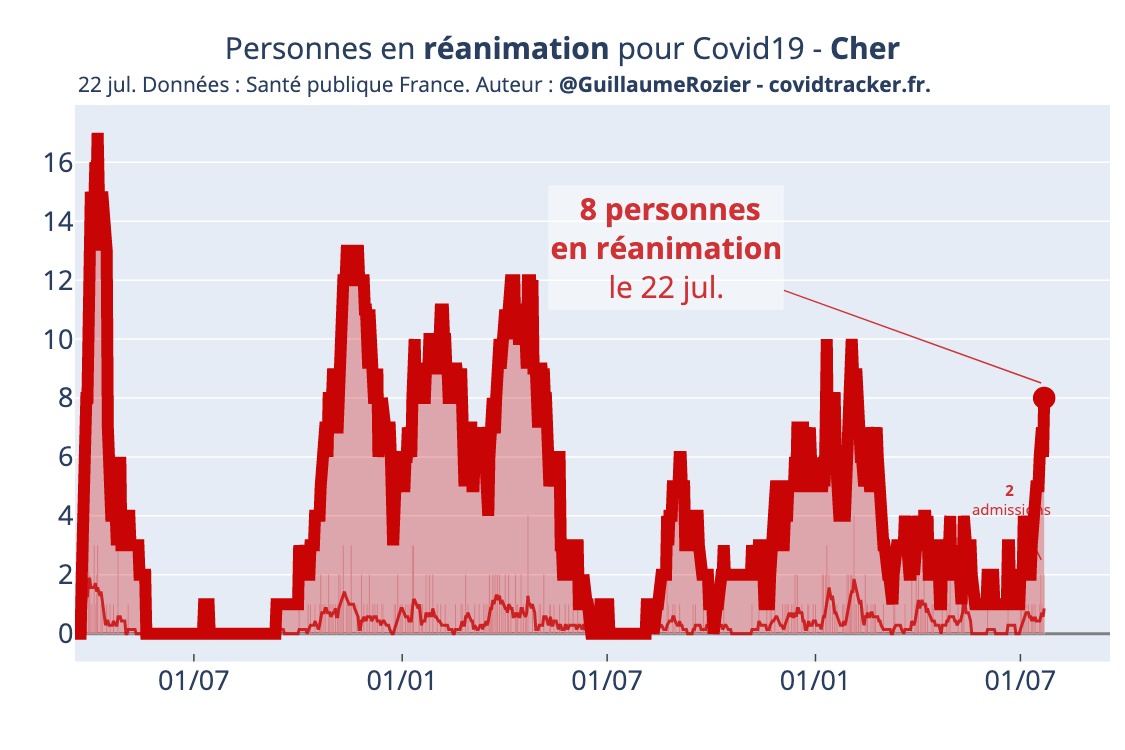 Personnes en réanimation pour Covid19 - Cher
22 jul. Données : Santé publique France. Auteur : @GuillaumeRozier - covidtracker.fr.
16
14
12
10
8
6
4
2
0
8 personnes
en réanimation
le 22 jul.
2
admissions
01/07
01/01
01/07
01/01
01/07